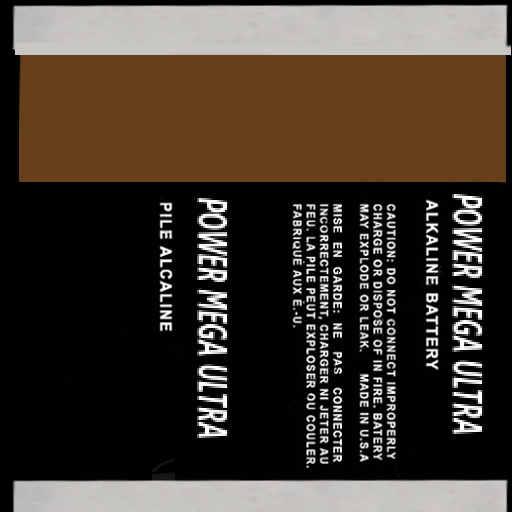 POWER MEGA ULTRA
ALKALINE BATTERY
CAUTION: DO NOT CONNECT IMPROPERLY
CHARGE OR DISPOSE OF IN FIRE. BATERY
MAY EXPLODE OR LEAK. MADE IN U.S.A
MISE EN GARDE: NE PAS CONNECTER
INCORRECTEMENT, CHARGER NI JETER AU
FEU. LA PILE PEUT EXPLOSER OU COULER.
FABRIQUÉ AUX É.-U.
POWER MEGA ULTRA
PILE ALCALINE